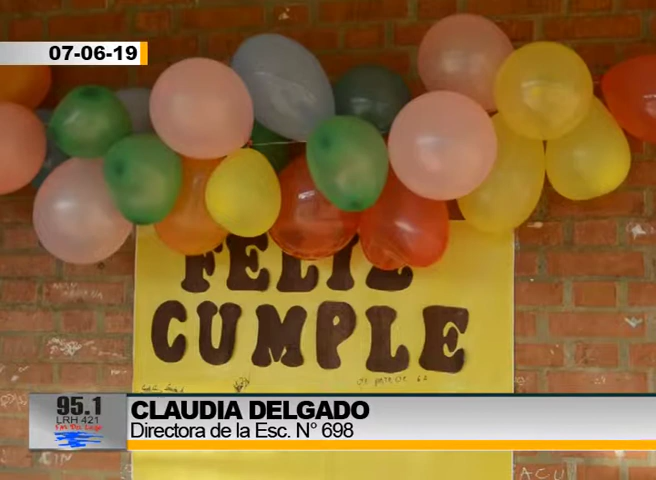 07-06-19
FELIZ
CUMPLE
95.1
LRH 421
CLAUDIA DELGADO
Directora de la Esc. N° 698